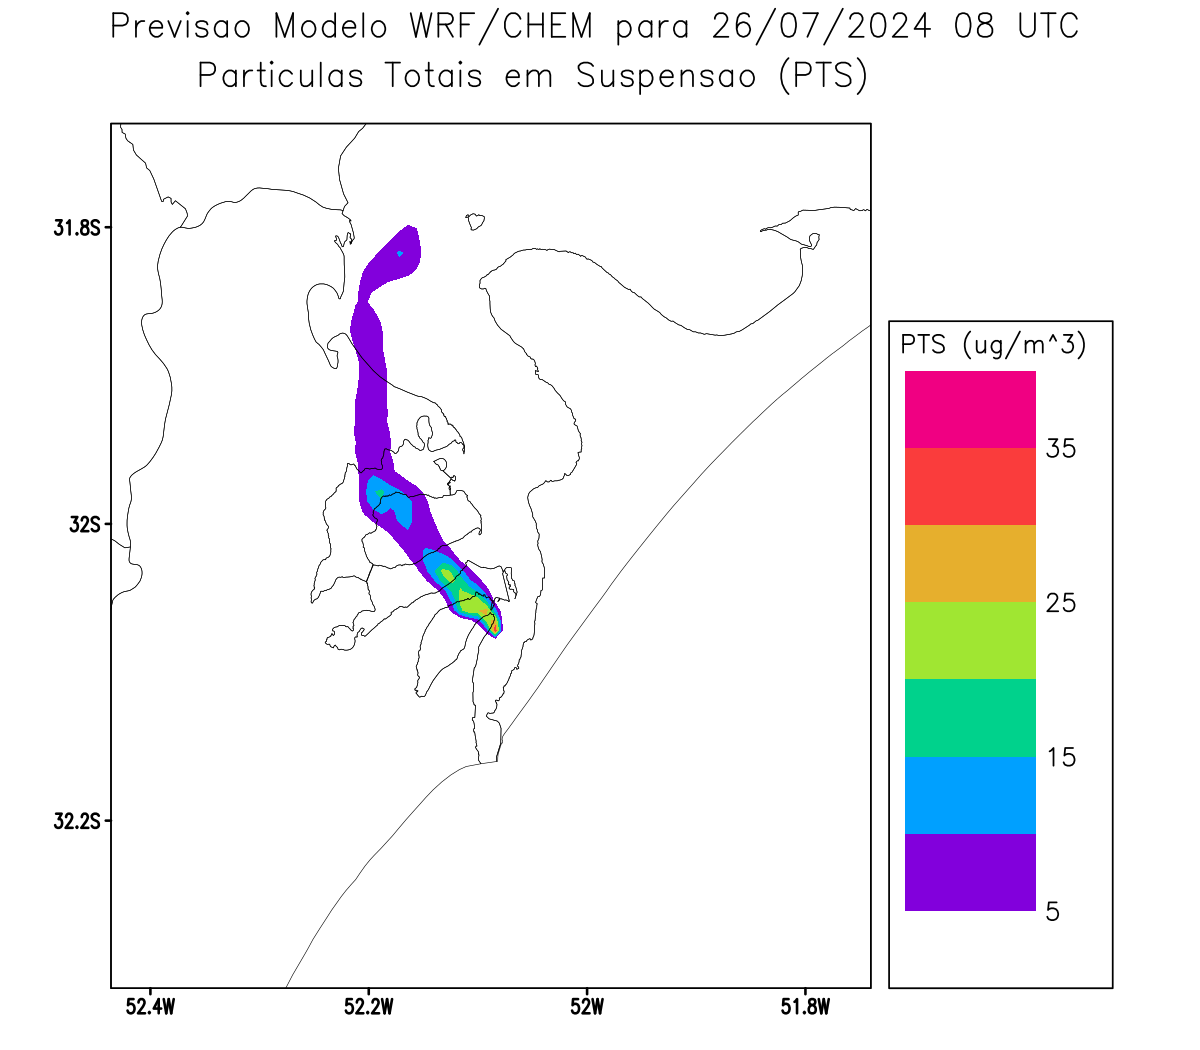 Previsao Modelo WRF/CHEM para 26/07/2024 08 UTC
Particulas Totais em Suspensao (PTS)
31.8S
32S
32.2S
52.4W
52.2W
52W
51.8W
PTS (ug/m^3)
35
25
15
5